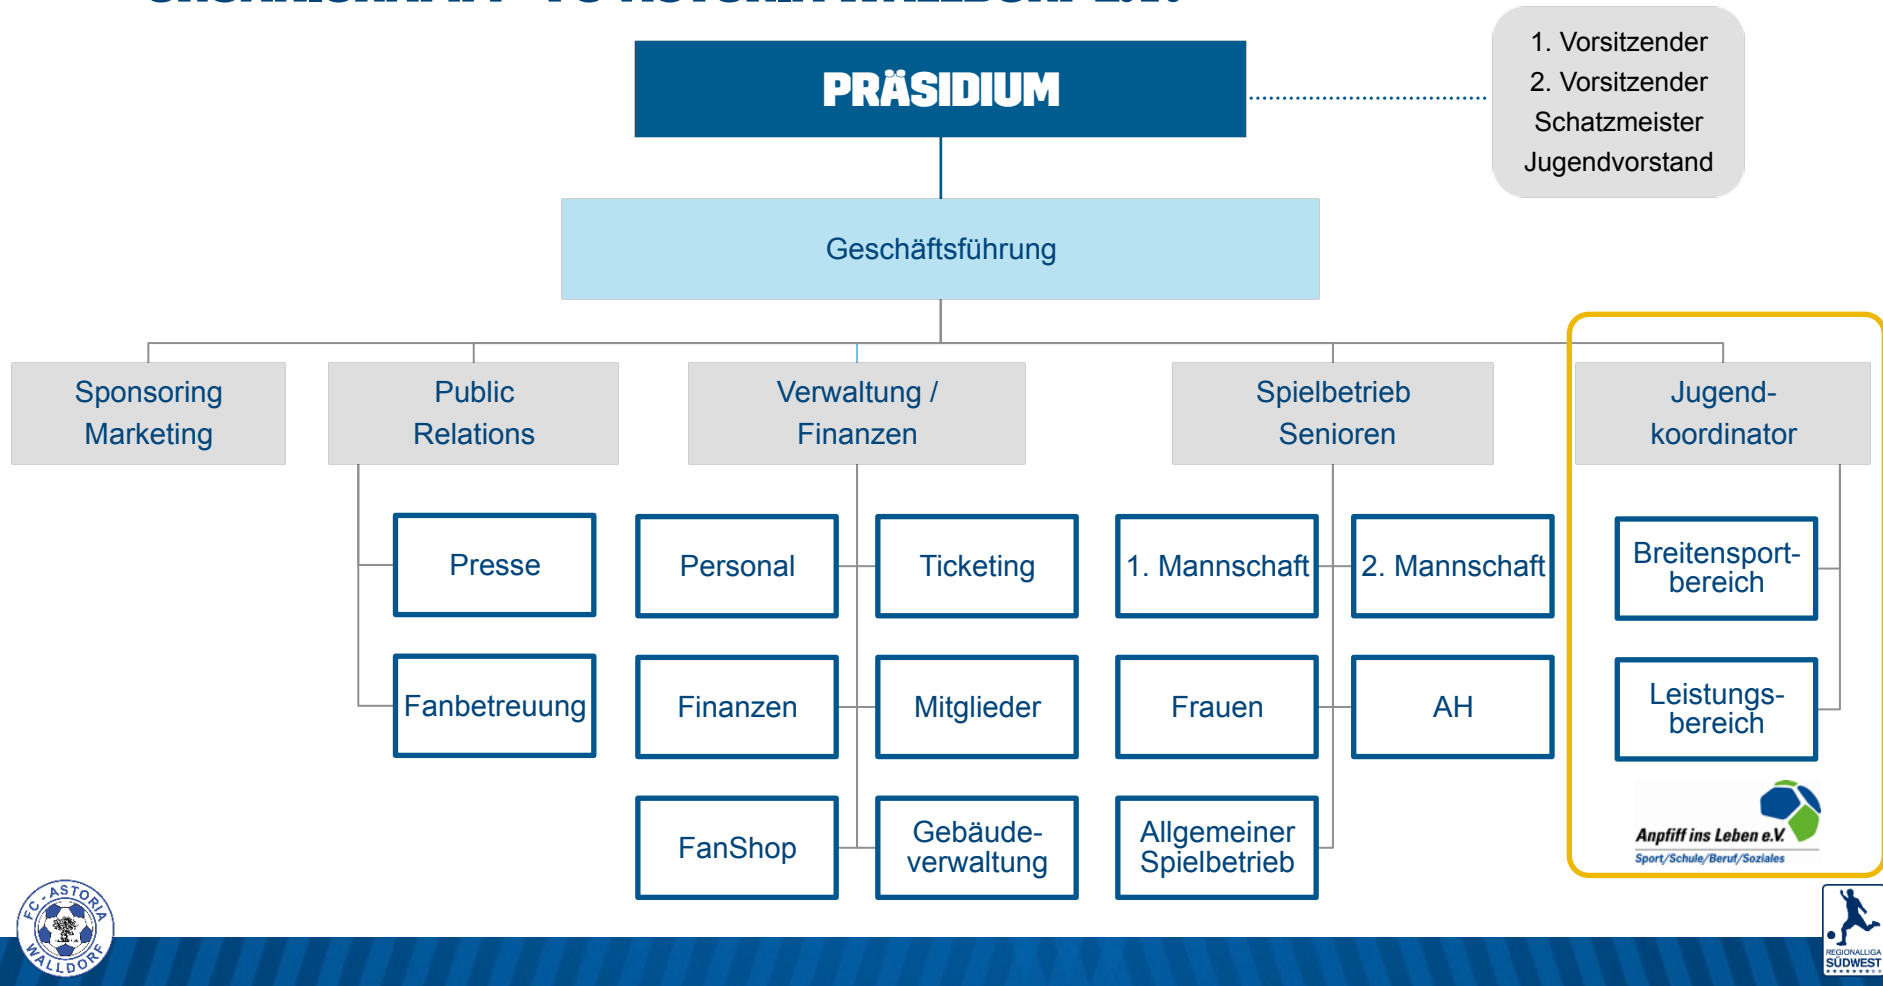 1. Vorsitzender
2. Vorsitzender
Schatzmeister
Jugendvorstand
PRÄSIDIUM
Geschäftsführung
Sponsoring
Marketing
Public
Relations
Verwaltung /
Finanzen
Spielbetrieb
Senioren
Jugend-
koordinator
Presse
Personal
Ticketing
1. Mannschaft
2. Mannschaft
Breitensport-
bereich
Fanbetreuung
Finanzen
Mitglieder
Frauen
AH
Leistungs-
bereich
FanShop
Gebäude-
verwaltung
Allgemeiner
Spielbetrieb
Anpfiff ins Leben e.V.
Sport/Schule/Beruf/Soziales
FC-ASTORIA
WALLDORF
REGIONALLIGA
SÜDWEST